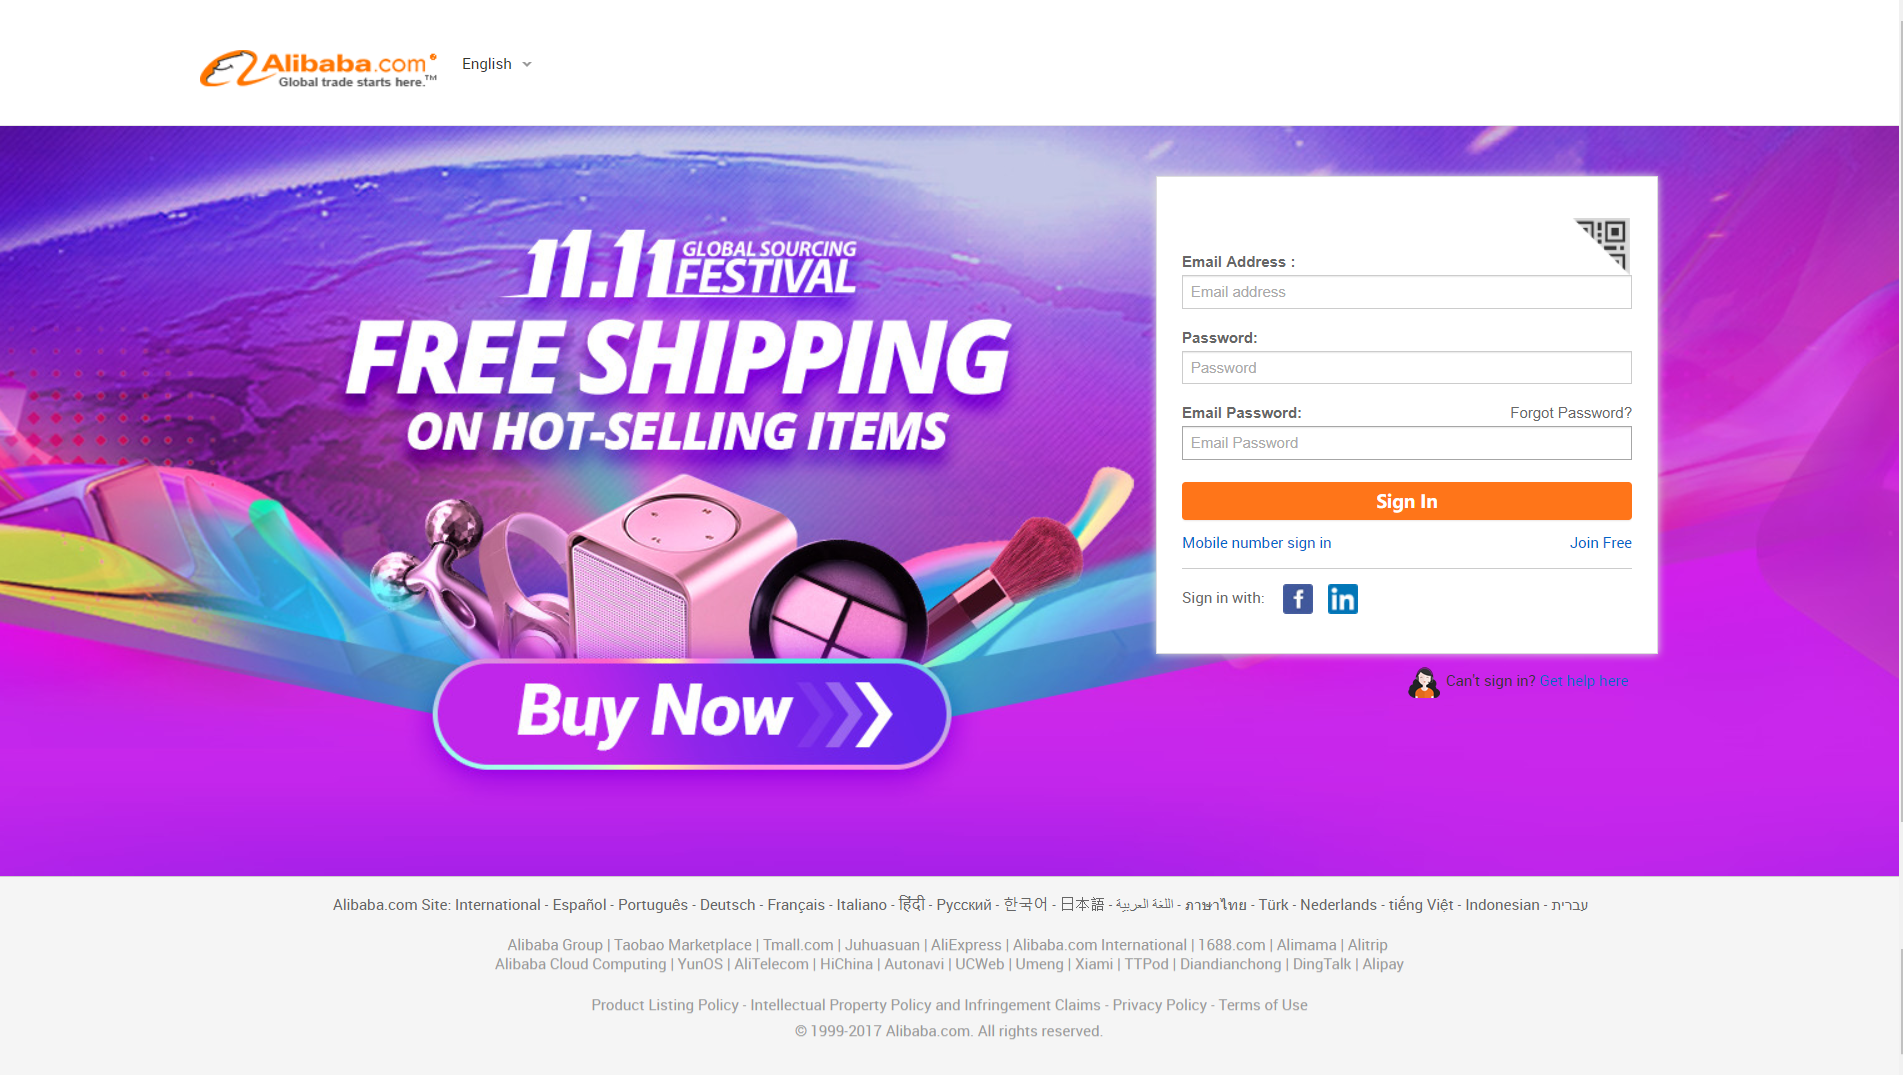 Alibaba.com
Global trade starts here.™
English
11.11 GLOBAL SOURCING FESTIVAL
FREE SHIPPING
ON HOT-SELLING ITEMS
Buy Now
Email Address :
Email address
Password:
Password
Email Password:
Forgot Password?
Email Password
Sign In
Mobile number sign in
Join Free
Sign in with:
f
in
Can't sign in? Get help here
Alibaba.com Site: International - Español - Português - Deutsch - Français - Italiano - हिंदी - Pусский - 한국어 - 日本語 - اللغة العربية - ภาษาไทย - Türk - Nederlands - tiếng Việt - Indonesian - עברית
Alibaba Group | Taobao Marketplace | Tmall.com | Juhuasuan | AliExpress | Alibaba.com International | 1688.com | Alimama | Alitrip
Alibaba Cloud Computing | YunOS | AliTelecom | HiChina | Autonavi | UCWeb | Umeng | Xiami | TTPod | Diandianchong | DingTalk | Alipay
Product Listing Policy - Intellectual Property Policy and Infringement Claims - Privacy Policy - Terms of Use
© 1999-2017 Alibaba.com. All rights reserved.